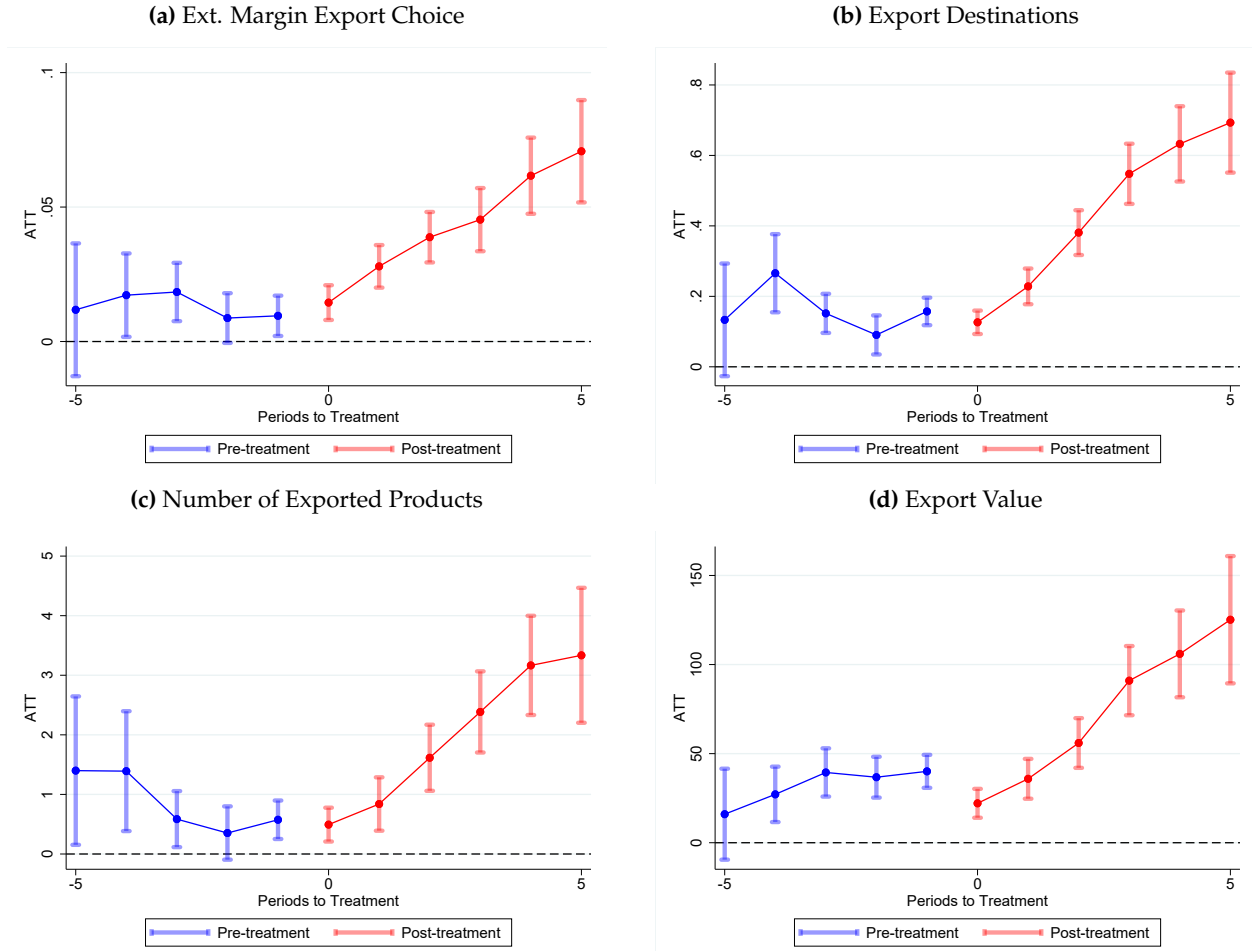 (a) Ext. Margin Export Choice
ATT
.1
.05
0
-5
0
5
Periods to Treatment
Pre-treatment
Post-treatment
(b) Export Destinations
ATT
.8
.6
.4
.2
0
-5
0
5
Periods to Treatment
Pre-treatment
Post-treatment
(c) Number of Exported Products
ATT
5
4
3
2
1
0
-5
0
5
Periods to Treatment
Pre-treatment
Post-treatment
(d) Export Value
ATT
150
100
50
0
-5
0
5
Periods to Treatment
Pre-treatment
Post-treatment